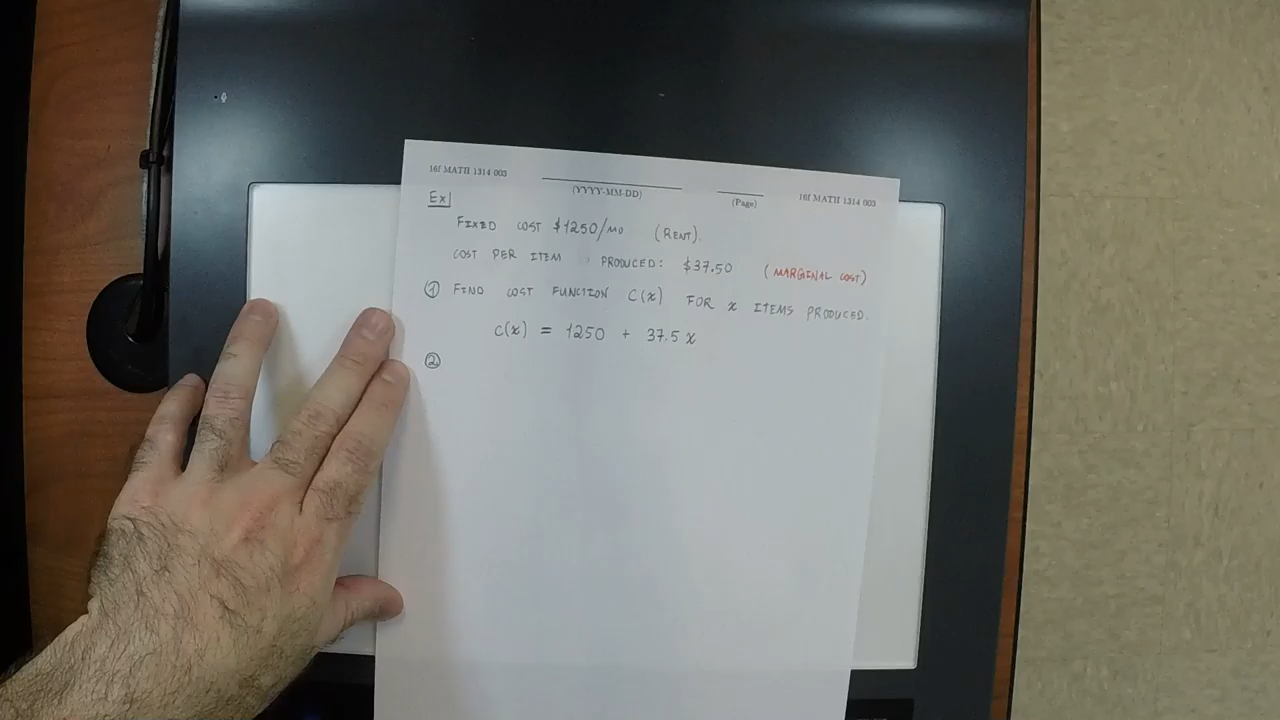 16f MATH 1314 003 (YYYY-MM-DD) (Page) 16f MATH 1314 003
Ex
FIXED COST $1250/MO (RENT).
COST PER ITEM PRODUCED: $37.50 (MARGINAL COST)
① FIND COST FUNCTION C(x) FOR x ITEMS PRODUCED.
C(x) = 1250 + 37.5 x
②